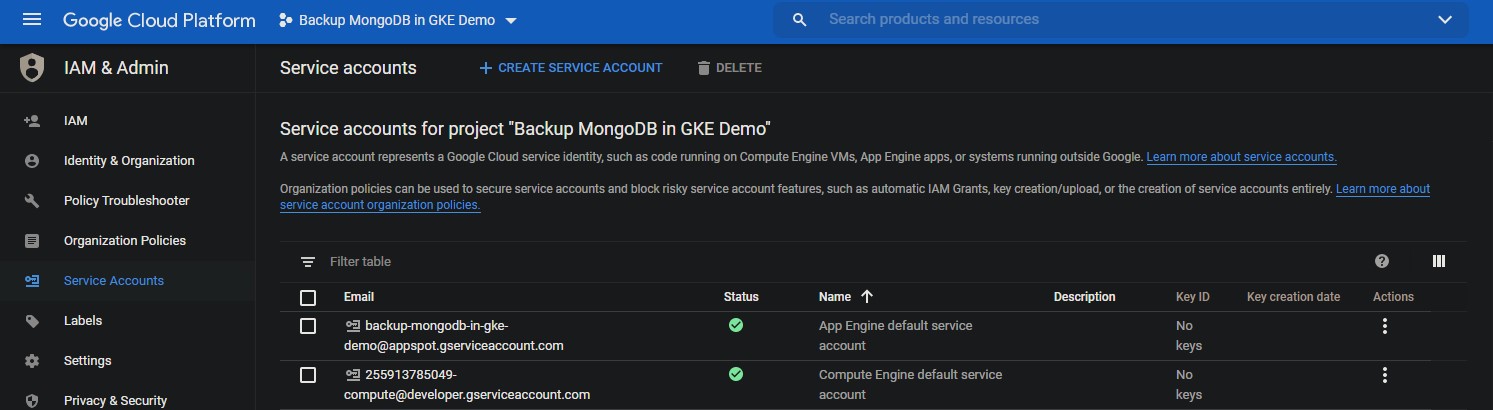 Google Cloud Platform
Backup MongoDB in GKE Demo
Search products and resources
IAM & Admin
Service accounts
CREATE SERVICE ACCOUNT
DELETE
IAM
Identity & Organization
Policy Troubleshooter
Organization Policies
Service Accounts
Labels
Settings
Privacy & Security
Service accounts for project "Backup MongoDB in GKE Demo"
A service account represents a Google Cloud service identity, such as code running on Compute Engine VMs, App Engine apps, or systems running outside Google. Learn more about service accounts.
Organization policies can be used to secure service accounts and block risky service account features, such as automatic IAM Grants, key creation/upload, or the creation of service accounts entirely. Learn more about
service account organization policies.
Filter table
Email Status Name Description Key ID Key creation date Actions
backup-mongodb-in-gke- App Engine default service No
demo@appspot.gserviceaccount.com account keys
255913785049- Compute Engine default service No
compute@developer.gserviceaccount.com account keys